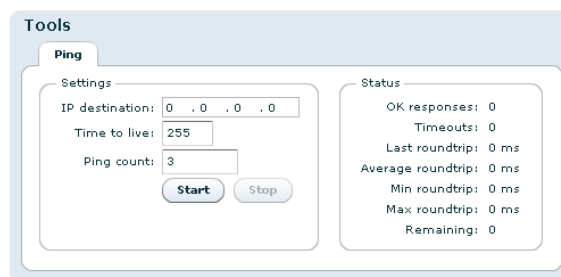 Tools
Ping
Settings
IP destination: 0 . 0 . 0 . 0
Time to live: 255
Ping count: 3
Start Stop
Status
OK responses: 0
Timeouts: 0
Last roundtrip: 0 ms
Average roundtrip: 0 ms
Min roundtrip: 0 ms
Max roundtrip: 0 ms
Remaining: 0